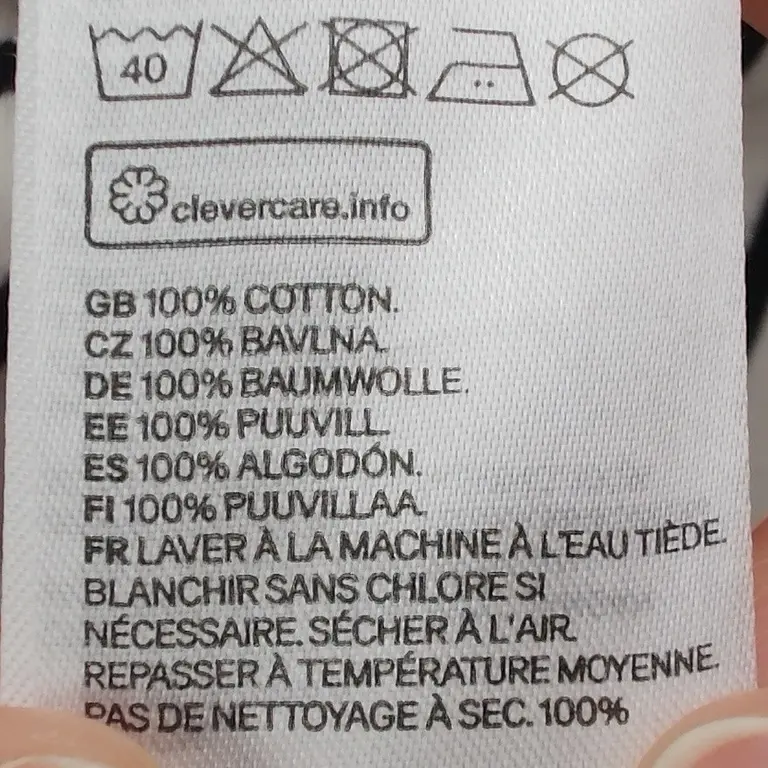 40
clevercare.info
GB 100% COTTON.
CZ 100% BAVLNA.
DE 100% BAUMWOLLE.
EE 100% PUUVILL.
ES 100% ALGODÓN.
FI 100% PUUVILLAA.
FR LAVER À LA MACHINE À L'EAU TIÈDE.
BLANCHIR SANS CHLORE SI
NÉCESSAIRE. SÉCHER À L'AIR.
REPASSER À TEMPÉRATURE MOYENNE.
PAS DE NETTOYAGE À SEC. 100%